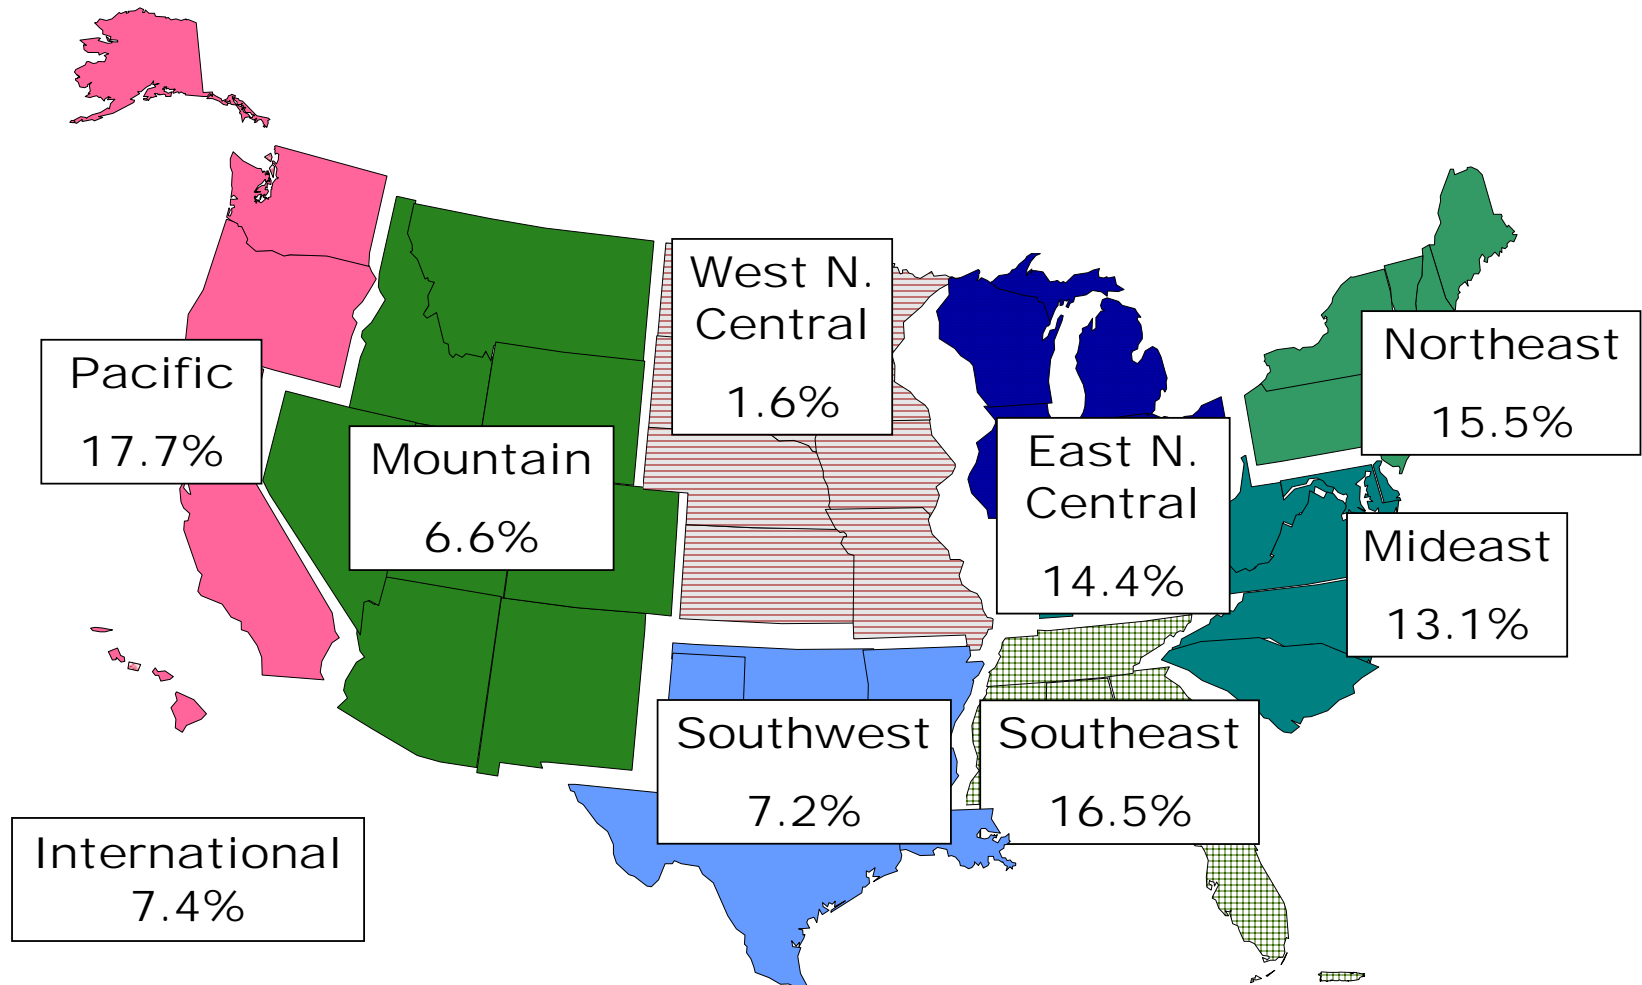 West N.
Central
1.6%
Northeast
15.5%
Pacific
17.7%
Mountain
6.6%
East N.
Central
14.4%
Mideast
13.1%
Southwest
7.2%
Southeast
16.5%
International
7.4%